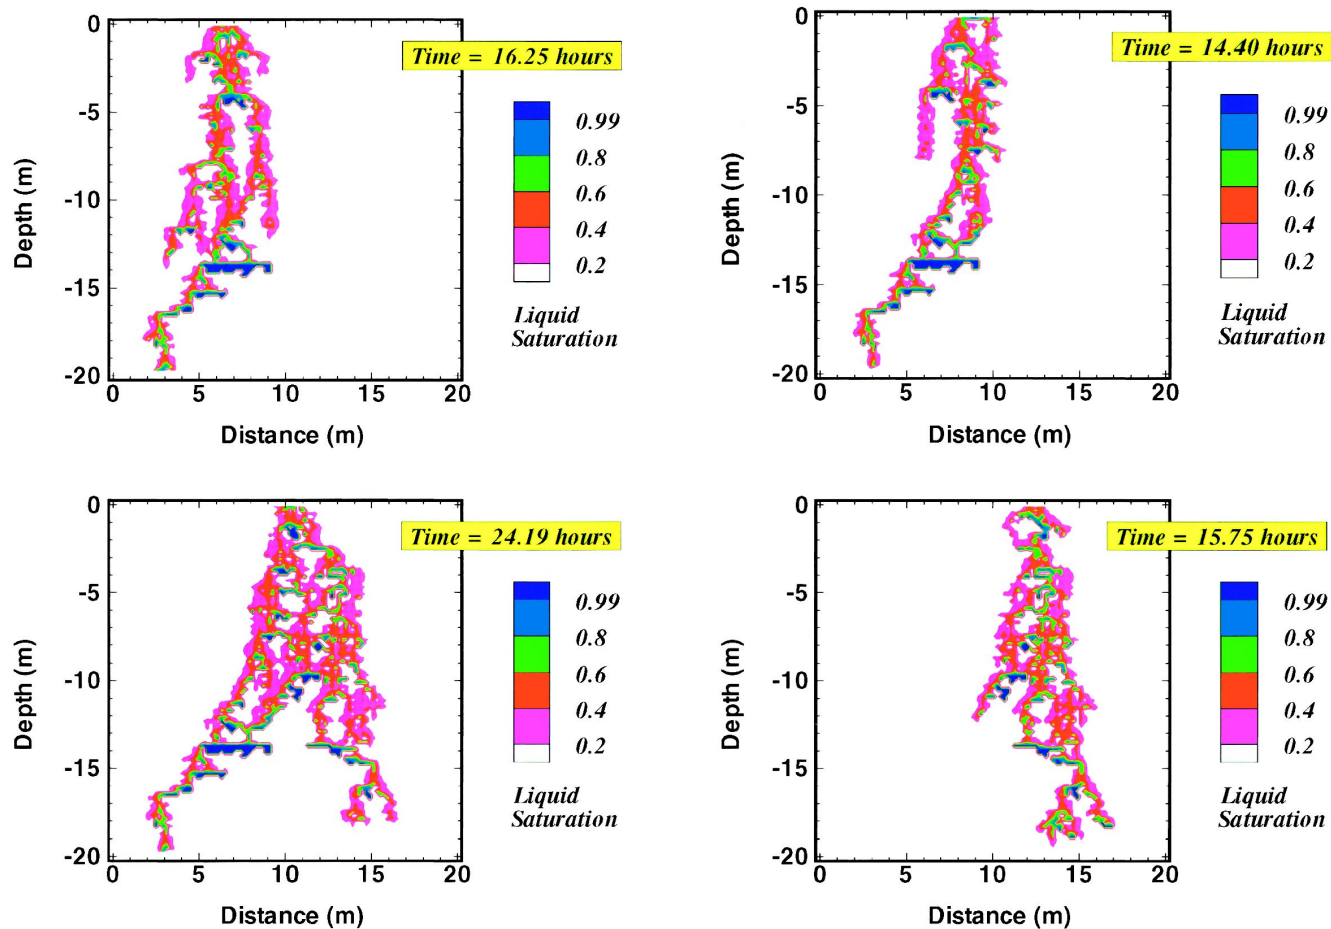 Time = 16.25 hours
0
-5
-10
-15
-20
Depth (m)
0 5 10 15 20
Distance (m)
0.99
0.8
0.6
0.4
0.2
Liquid
Saturation
Time = 14.40 hours
0
-5
-10
-15
-20
Depth (m)
0 5 10 15 20
Distance (m)
0.99
0.8
0.6
0.4
0.2
Liquid
Saturation
Time = 24.19 hours
0
-5
-10
-15
-20
Depth (m)
0 5 10 15 20
Distance (m)
0.99
0.8
0.6
0.4
0.2
Liquid
Saturation
Time = 15.75 hours
0
-5
-10
-15
-20
Depth (m)
0 5 10 15 20
Distance (m)
0.99
0.8
0.6
0.4
0.2
Liquid
Saturation